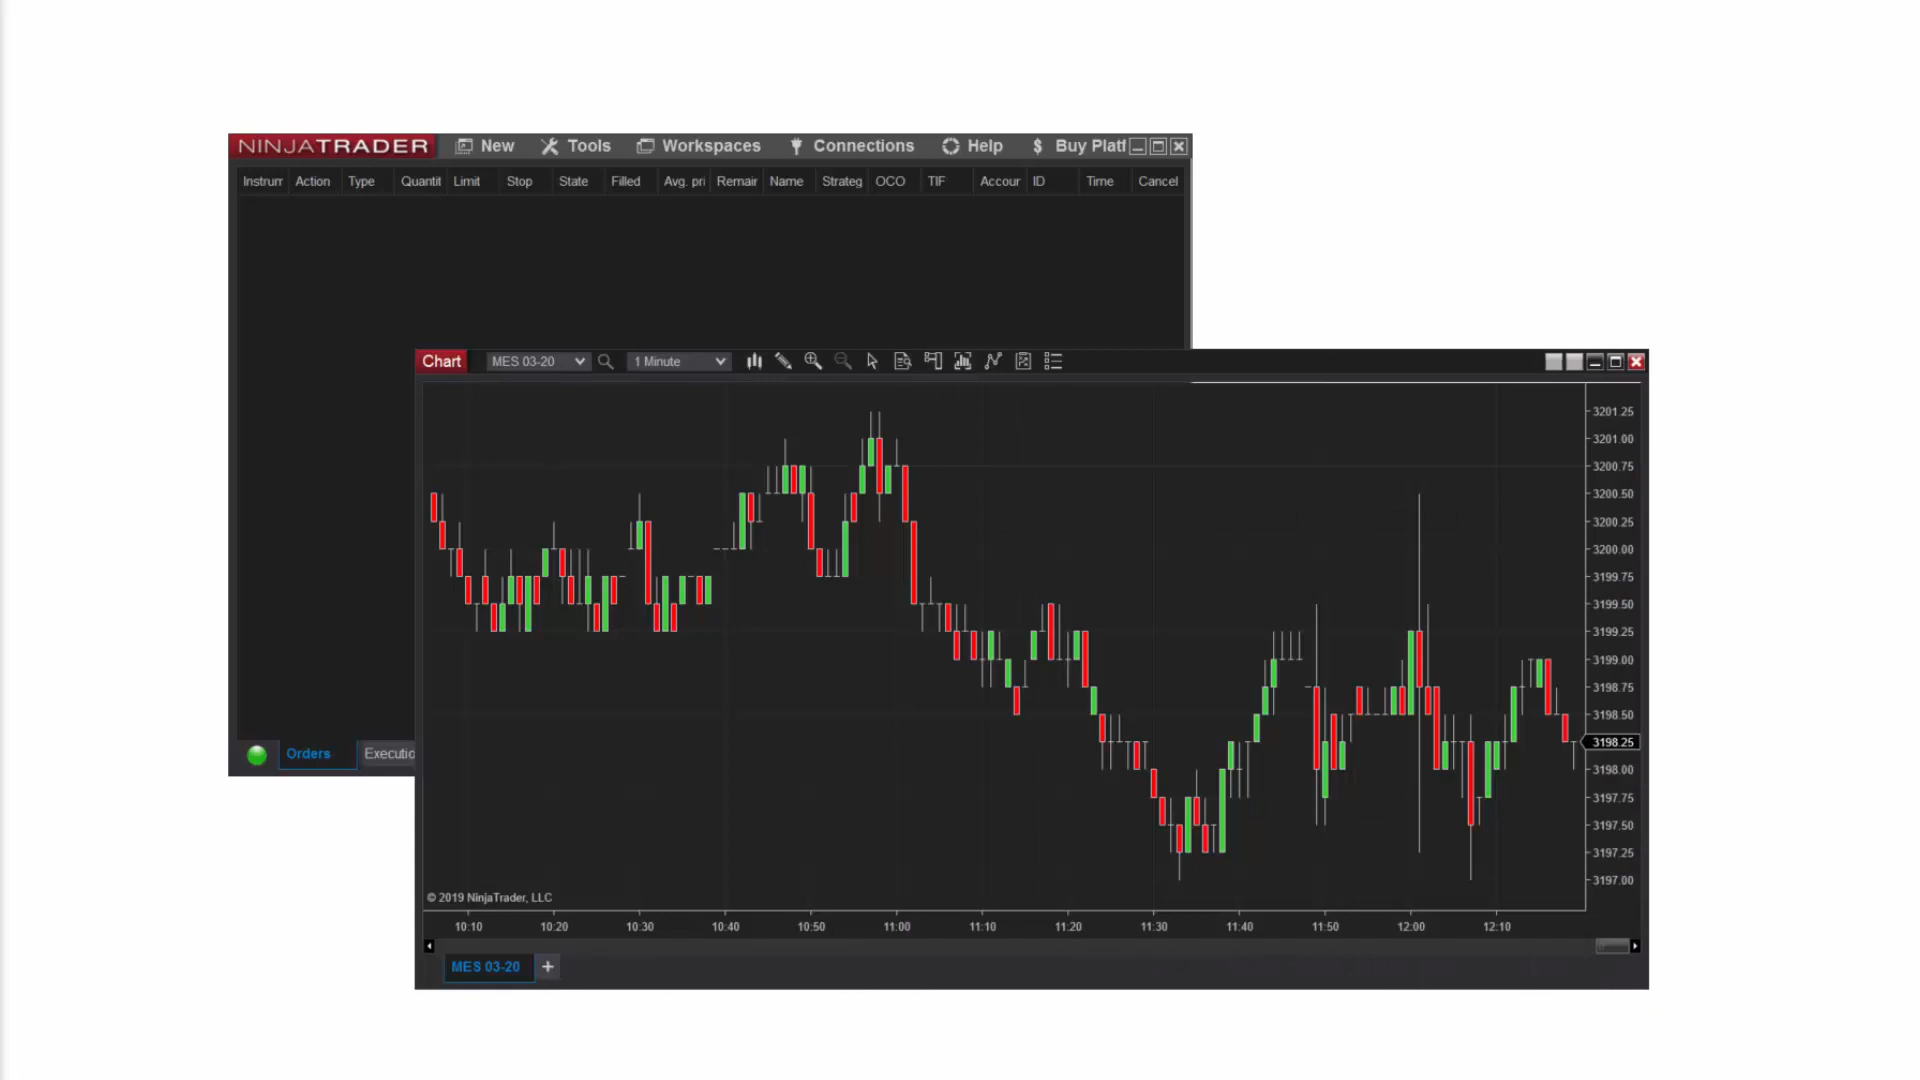 NINJATRADER New Tools Workspaces Connections Help $ Buy Platf
Instrum Action Type Quantit Limit Stop State Filled Avg. pri Remair Name Strateg OCO TIF Accour ID Time Cancel
Chart MES 03-20 1 Minute
3201.25
3201.00
3200.75
3200.50
3200.25
3200.00
3199.75
3199.50
3199.25
3199.00
3198.75
3198.50
3198.25
3198.00
3197.75
3197.50
3197.25
3197.00
Orders Executio
© 2019 NinjaTrader, LLC
10:10 10:20 10:30 10:40 10:50 11:00 11:10 11:20 11:30 11:40 11:50 12:00 12:10
MES 03-20 +